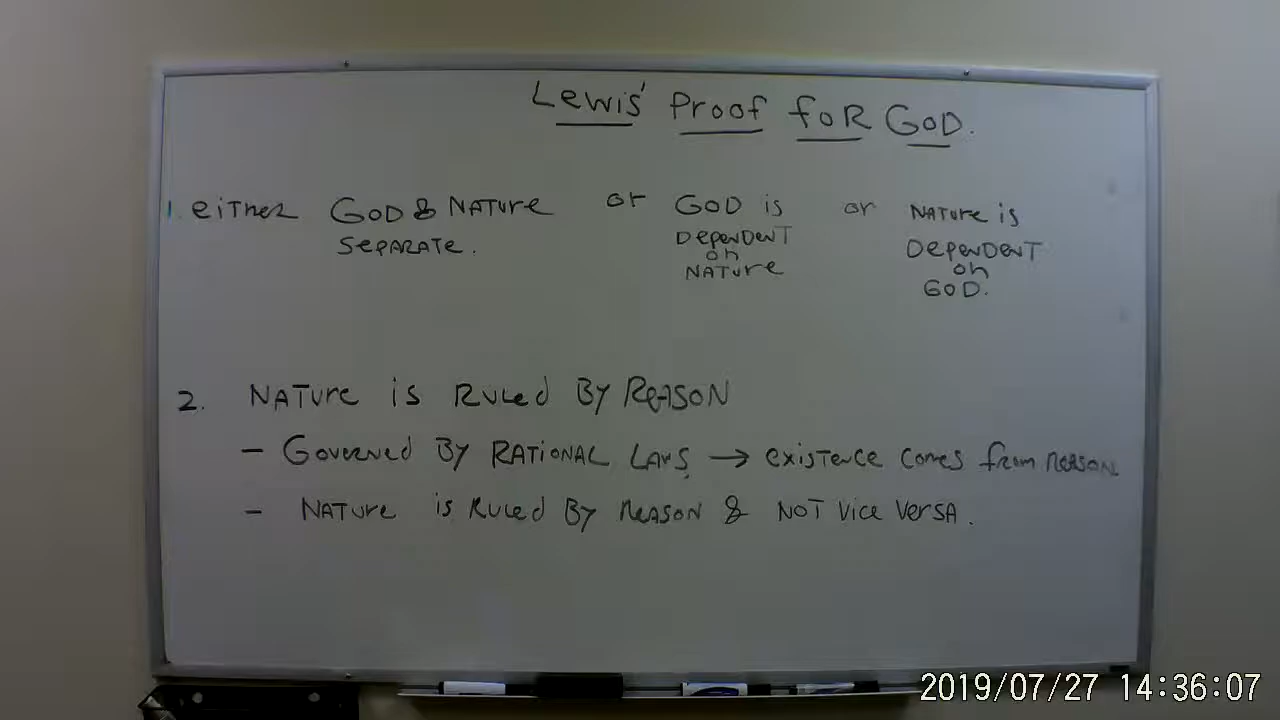 Lewis' Proof for God.
1. either God & Nature or God is or Nature is
separate. Dependent Dependent
on on
Nature God.
2. Nature is Ruled By Reason
- Governed By Rational Laws → existence comes from reason
- Nature is Ruled By Reason & Not vice versa.
2019/07/27 14:36:07